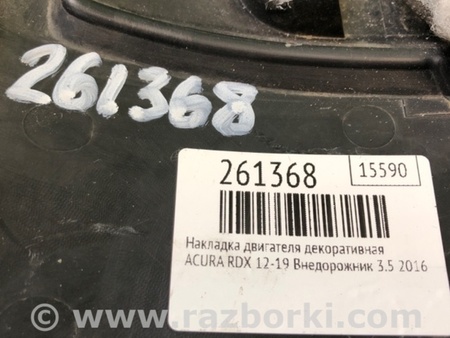 261368
261368
15590
Накладка двигателя декоративная
ACURA RDX 12-19 Внедорожник 3.5 2016
© www.razborki.com